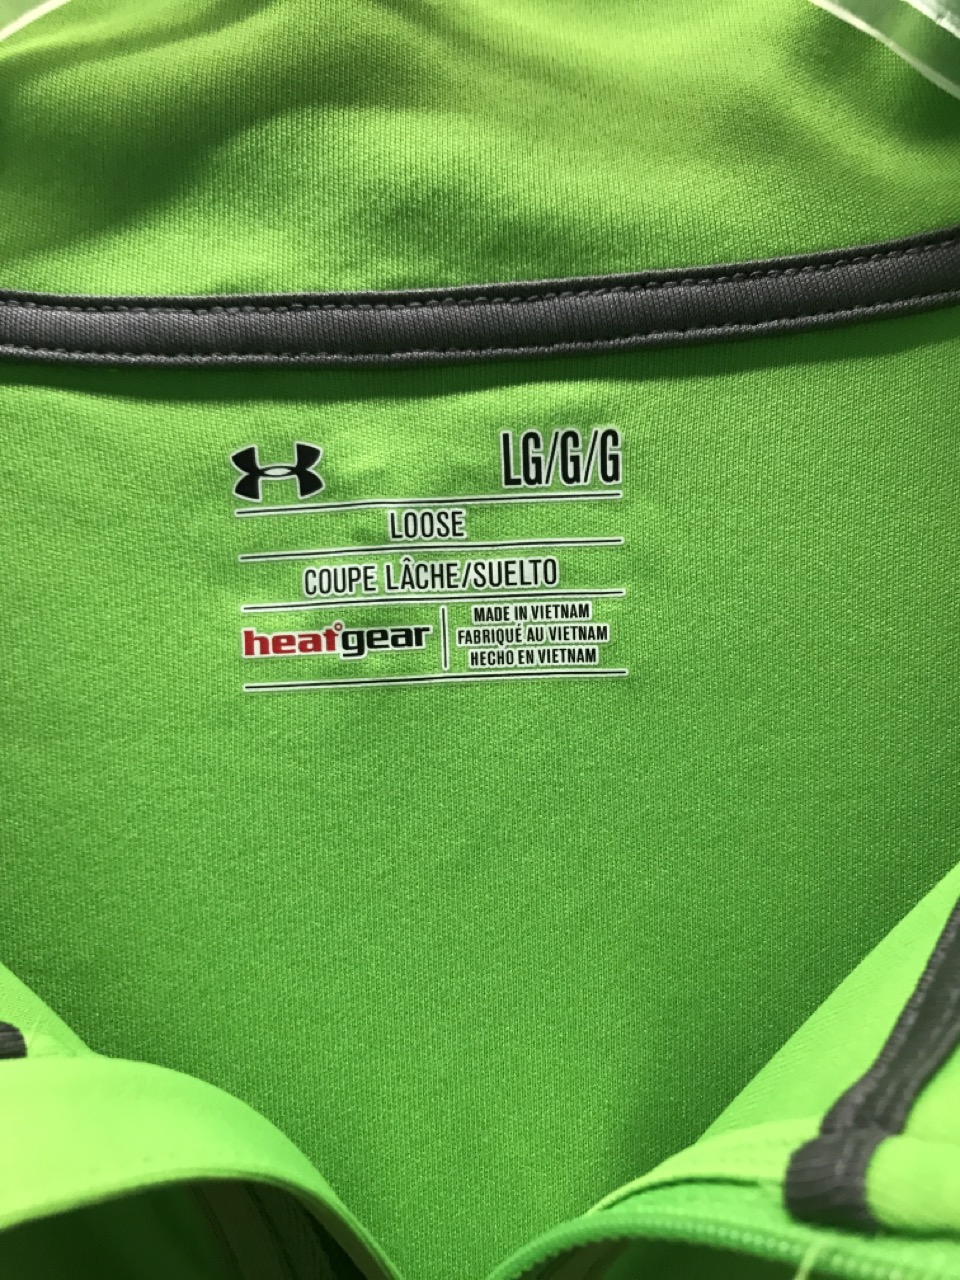 LG/G/G
LOOSE
COUPE LÂCHE/SUELTO
heatgear
MADE IN VIETNAM
FABRIQUÉ AU VIETNAM
HECHO EN VIETNAM